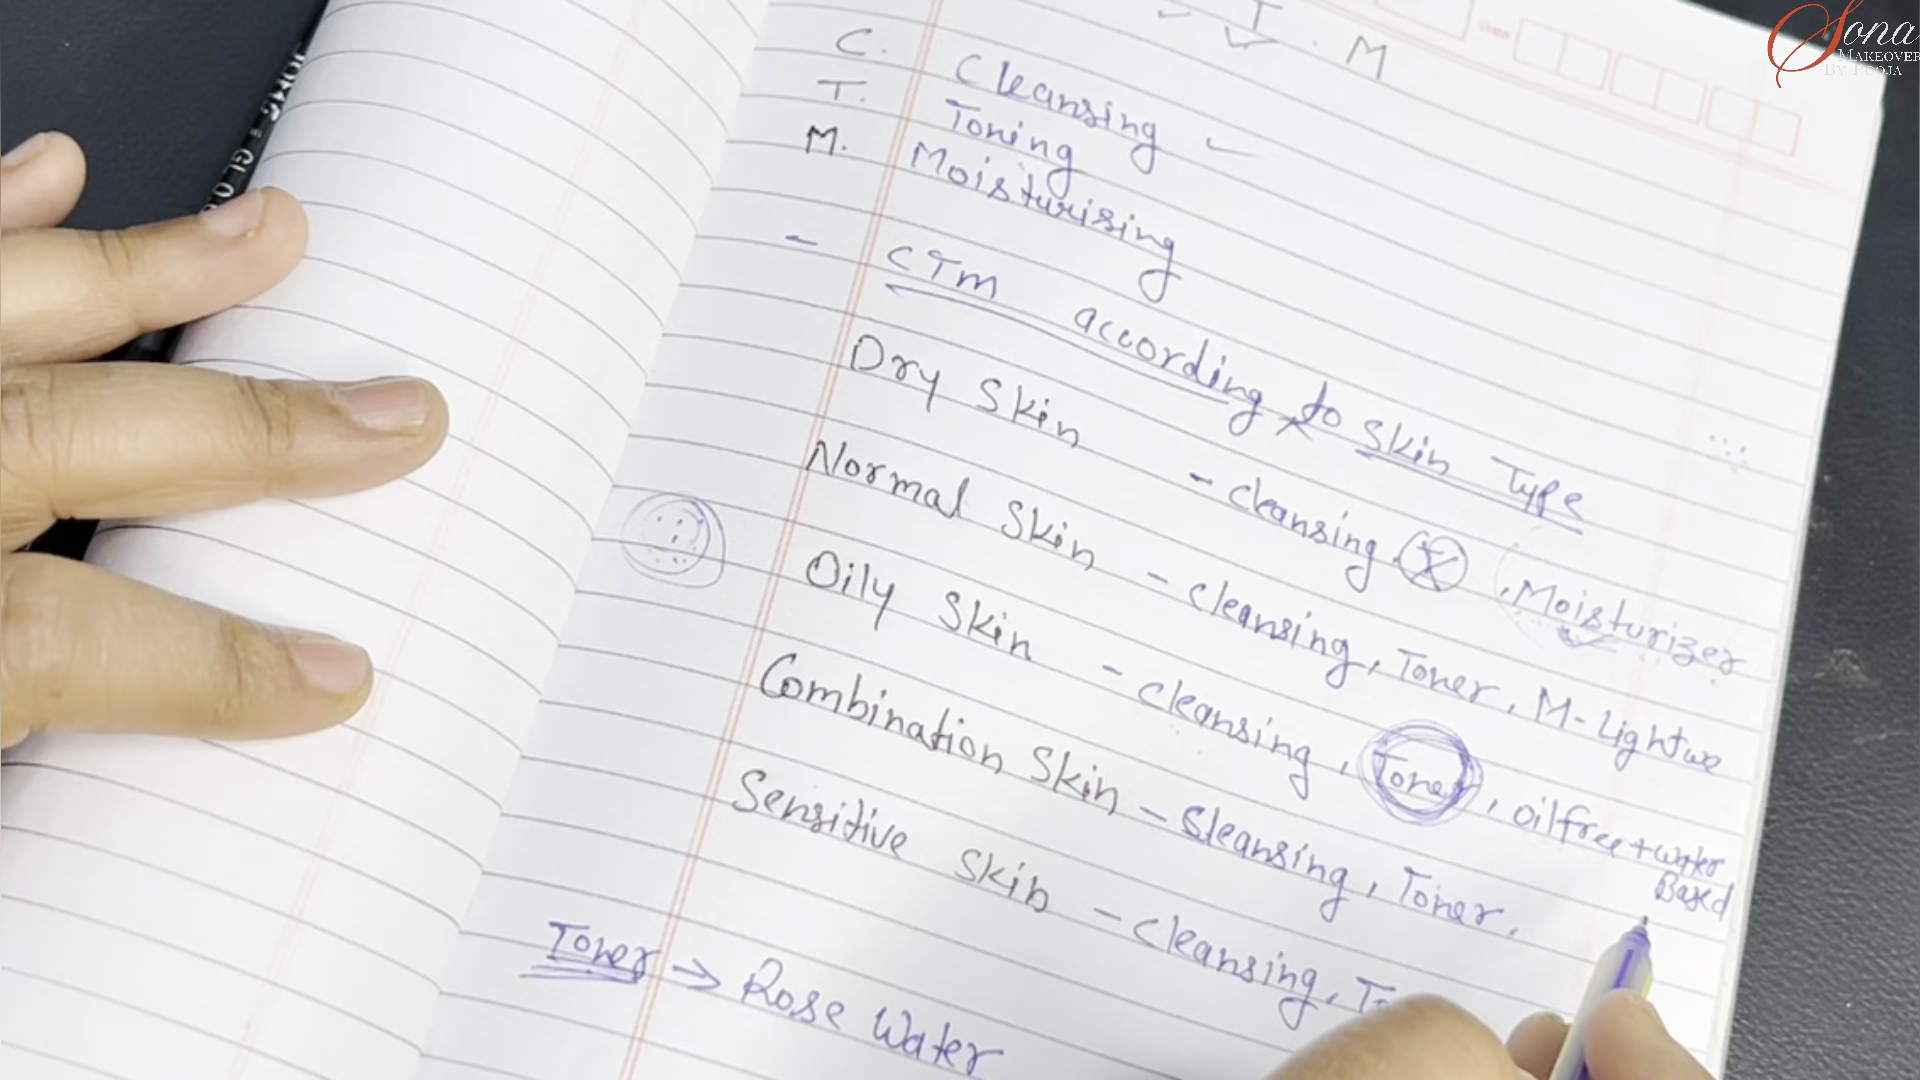 T. M
C. Cleansing
T. Toning
M. Moisturising
- CTM according to Skin Type
Dry Skin - cleansing. , Moisturizer
Normal Skin - cleansing, Toner, M- Lightwe
Oily Skin - cleansing, Toner, oilfree + water Based
Combination Skin - Sleansing, Toner.
Sensitive Skin - cleansing, T
Toner → Rose Water
Sona
MAKEOVER
BY POOJA